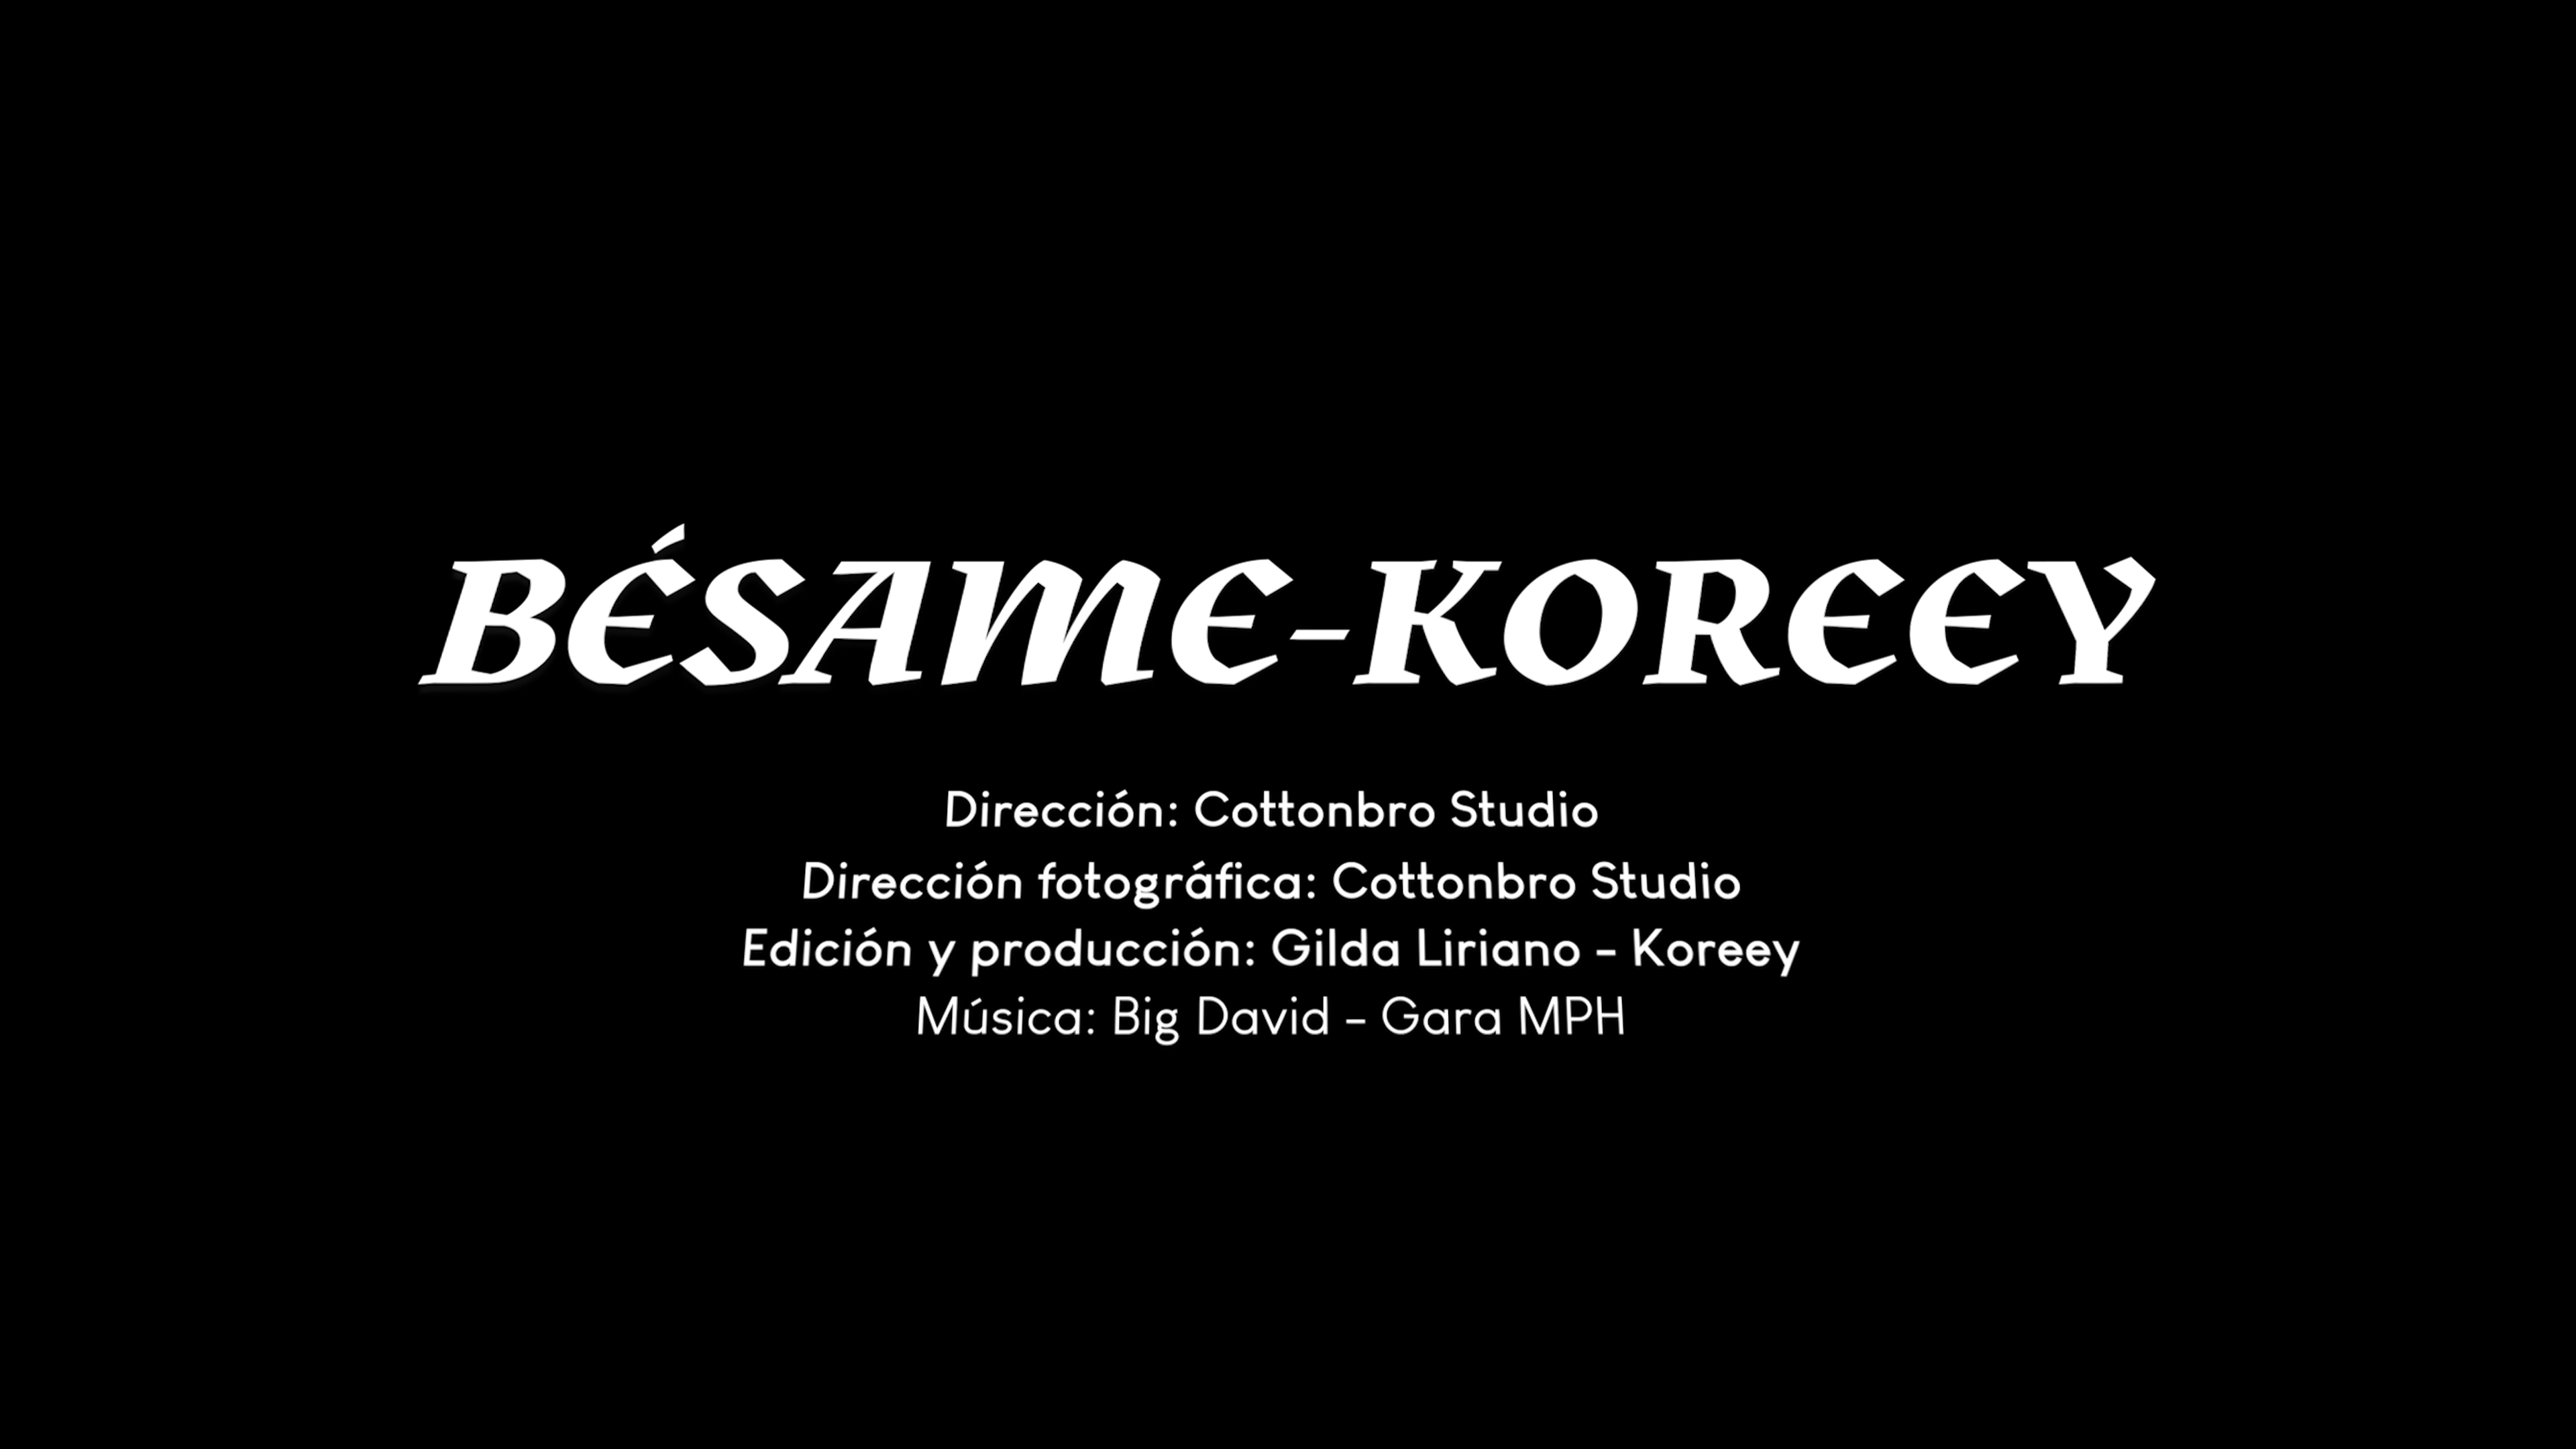 BÉSAME-KOREEY
Dirección: Cottonbro Studio
Dirección fotográfica: Cottonbro Studio
Edición y producción: Gilda Liriano - Koreey
Música: Big David - Gara MPH